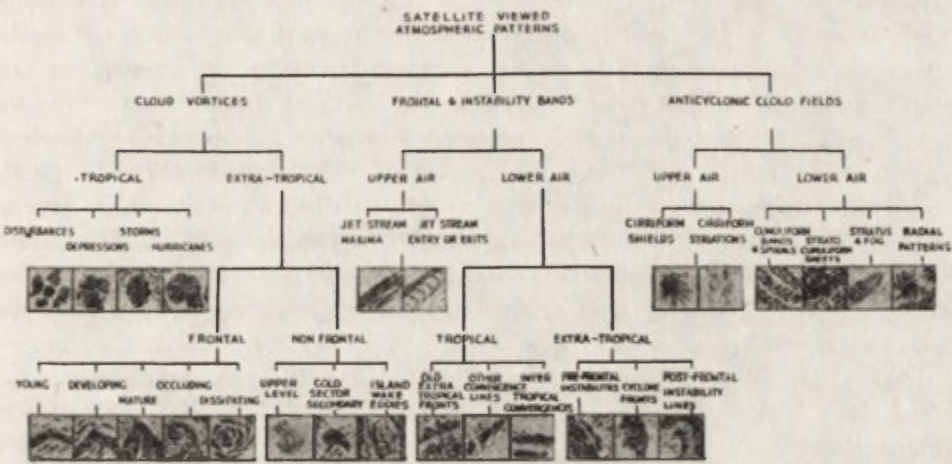 SATELLITE VIEWED
ATMOSPHERIC PATTERNS
CLOUD VORTICES
FRONTAL & INSTABILITY BANDS
ANTICYCLONIC CLOUD FIELDS
TROPICAL
EXTRA-TROPICAL
UPPER AIR
LOWER AIR
UPPER AIR
LOWER AIR
DISTURBANCES
DEPRESSIONS
STORMS
HURRICANES
JET STREAM
MAXIMA
JET STREAM
ENTRY OR EXITS
CIRRIFORM
SHIELDS
CIRRIFORM
STRIATIONS
CUMULIFORM
BANDS
& SPIRALS
STRATO
CUMULIFORM
SHEETS
STRATUS
& FOG
RADIAL
PATTERNS
FRONTAL
NON FRONTAL
TROPICAL
EXTRA-TROPICAL
YOUNG
DEVELOPING
MATURE
OCCLUDING
DISSIPATING
UPPER
LEVEL
COLD
SECTOR
SECONDARY
ISLAND
WAKE
EDDIES
OLD
EXTRA
TROPICAL
FRONTS
OTHER
CONVERGENCE
LINES
INTER
TROPICAL
CONVERGENCES
PRE-FRONTAL
INSTABILITIES
CYCLONE
FRONTS
POST-FRONTAL
INSTABILITY
LINES